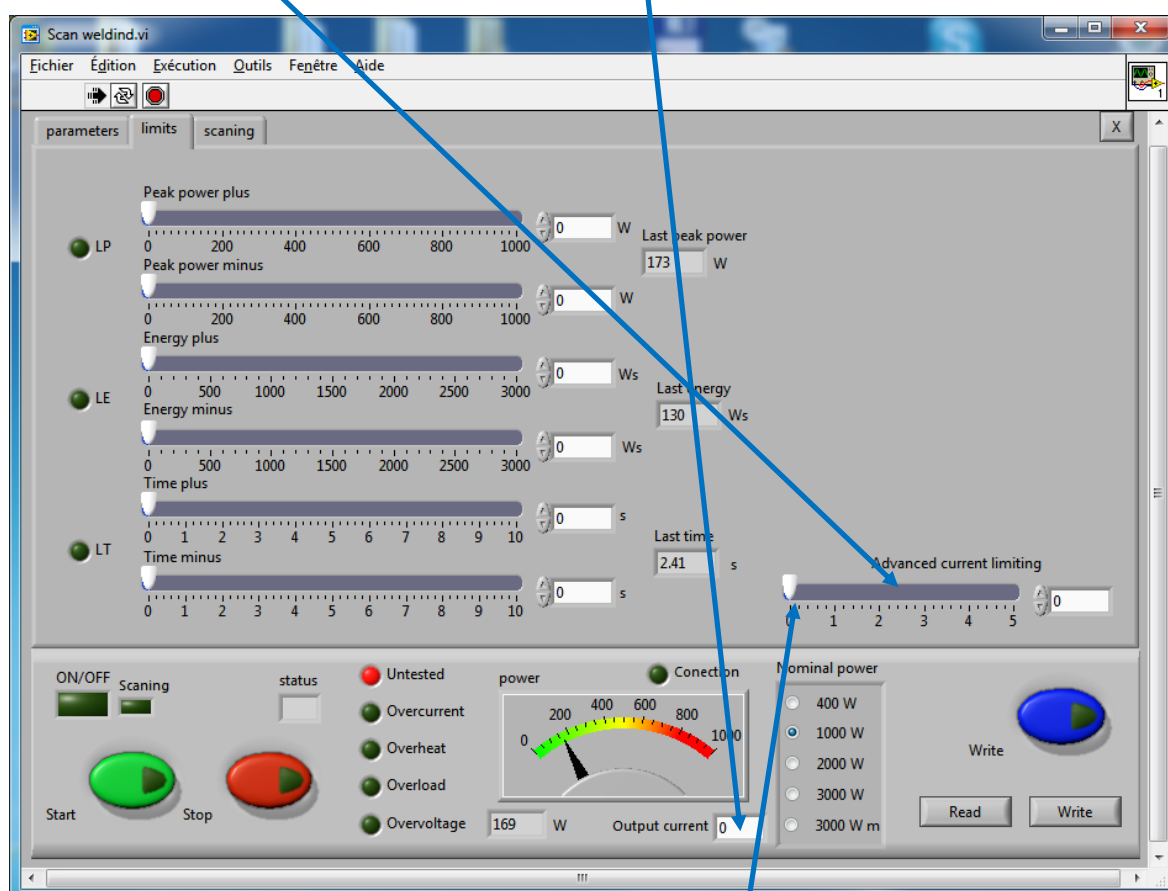 Scan weldind.vi
Fichier Édition Exécution Outils Fenêtre Aide
1
parameters limits scaning X
Peak power plus
0 W
LP
0 200 400 600 800 1000
Last peak power
173 W
Peak power minus
0 W
0 200 400 600 800 1000
Energy plus
0 Ws
LE
0 500 1000 1500 2000 2500 3000
Last energy
130 Ws
Energy minus
0 Ws
0 500 1000 1500 2000 2500 3000
Time plus
0 s
LT
0 1 2 3 4 5 6 7 8 9 10
Last time
2.41 s
Time minus
0 s
0 1 2 3 4 5 6 7 8 9 10
Advanced current limiting
0
0 1 2 3 4 5
ON/OFF Scaning status
Start Stop
Untested
Overcurrent
Overheat
Overload
Overvoltage
power
0 200 400 600 800 1000
169 W
Conection
Output current 0
Nominal power
400 W
1000 W
2000 W
3000 W
3000 W m
Write
Read Write